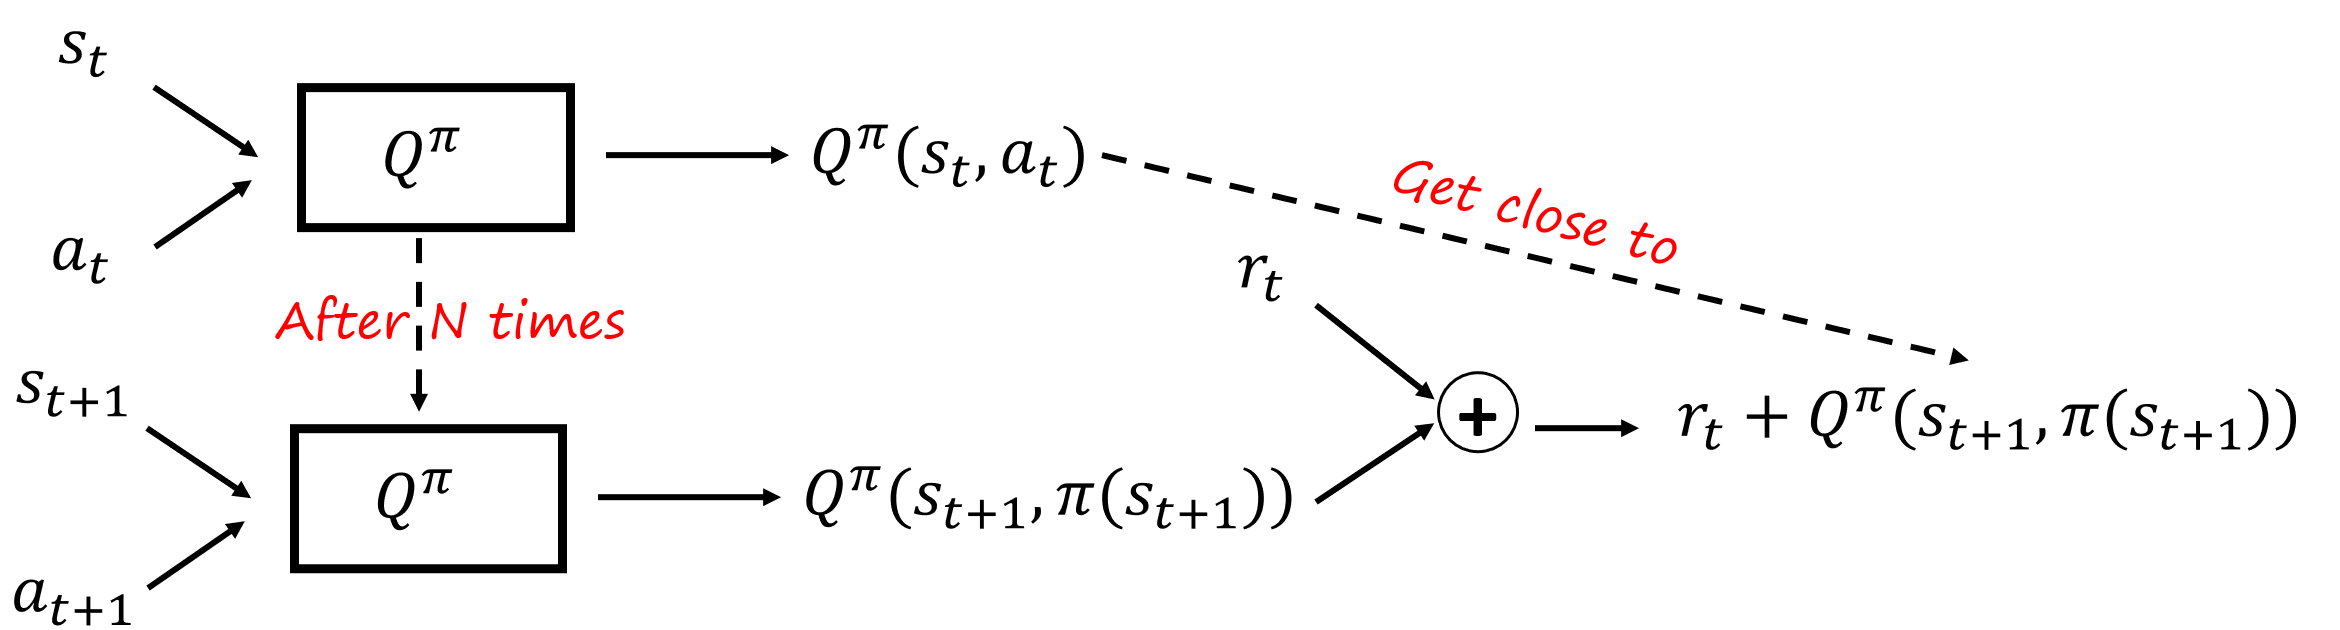 s_t
a_t
Q^π
Q^π(s_t, a_t)
Get close to
After N times
r_t
s_{t+1}
a_{t+1}
Q^π
Q^π(s_{t+1}, π(s_{t+1}))
+
r_t + Q^π(s_{t+1}, π(s_{t+1}))